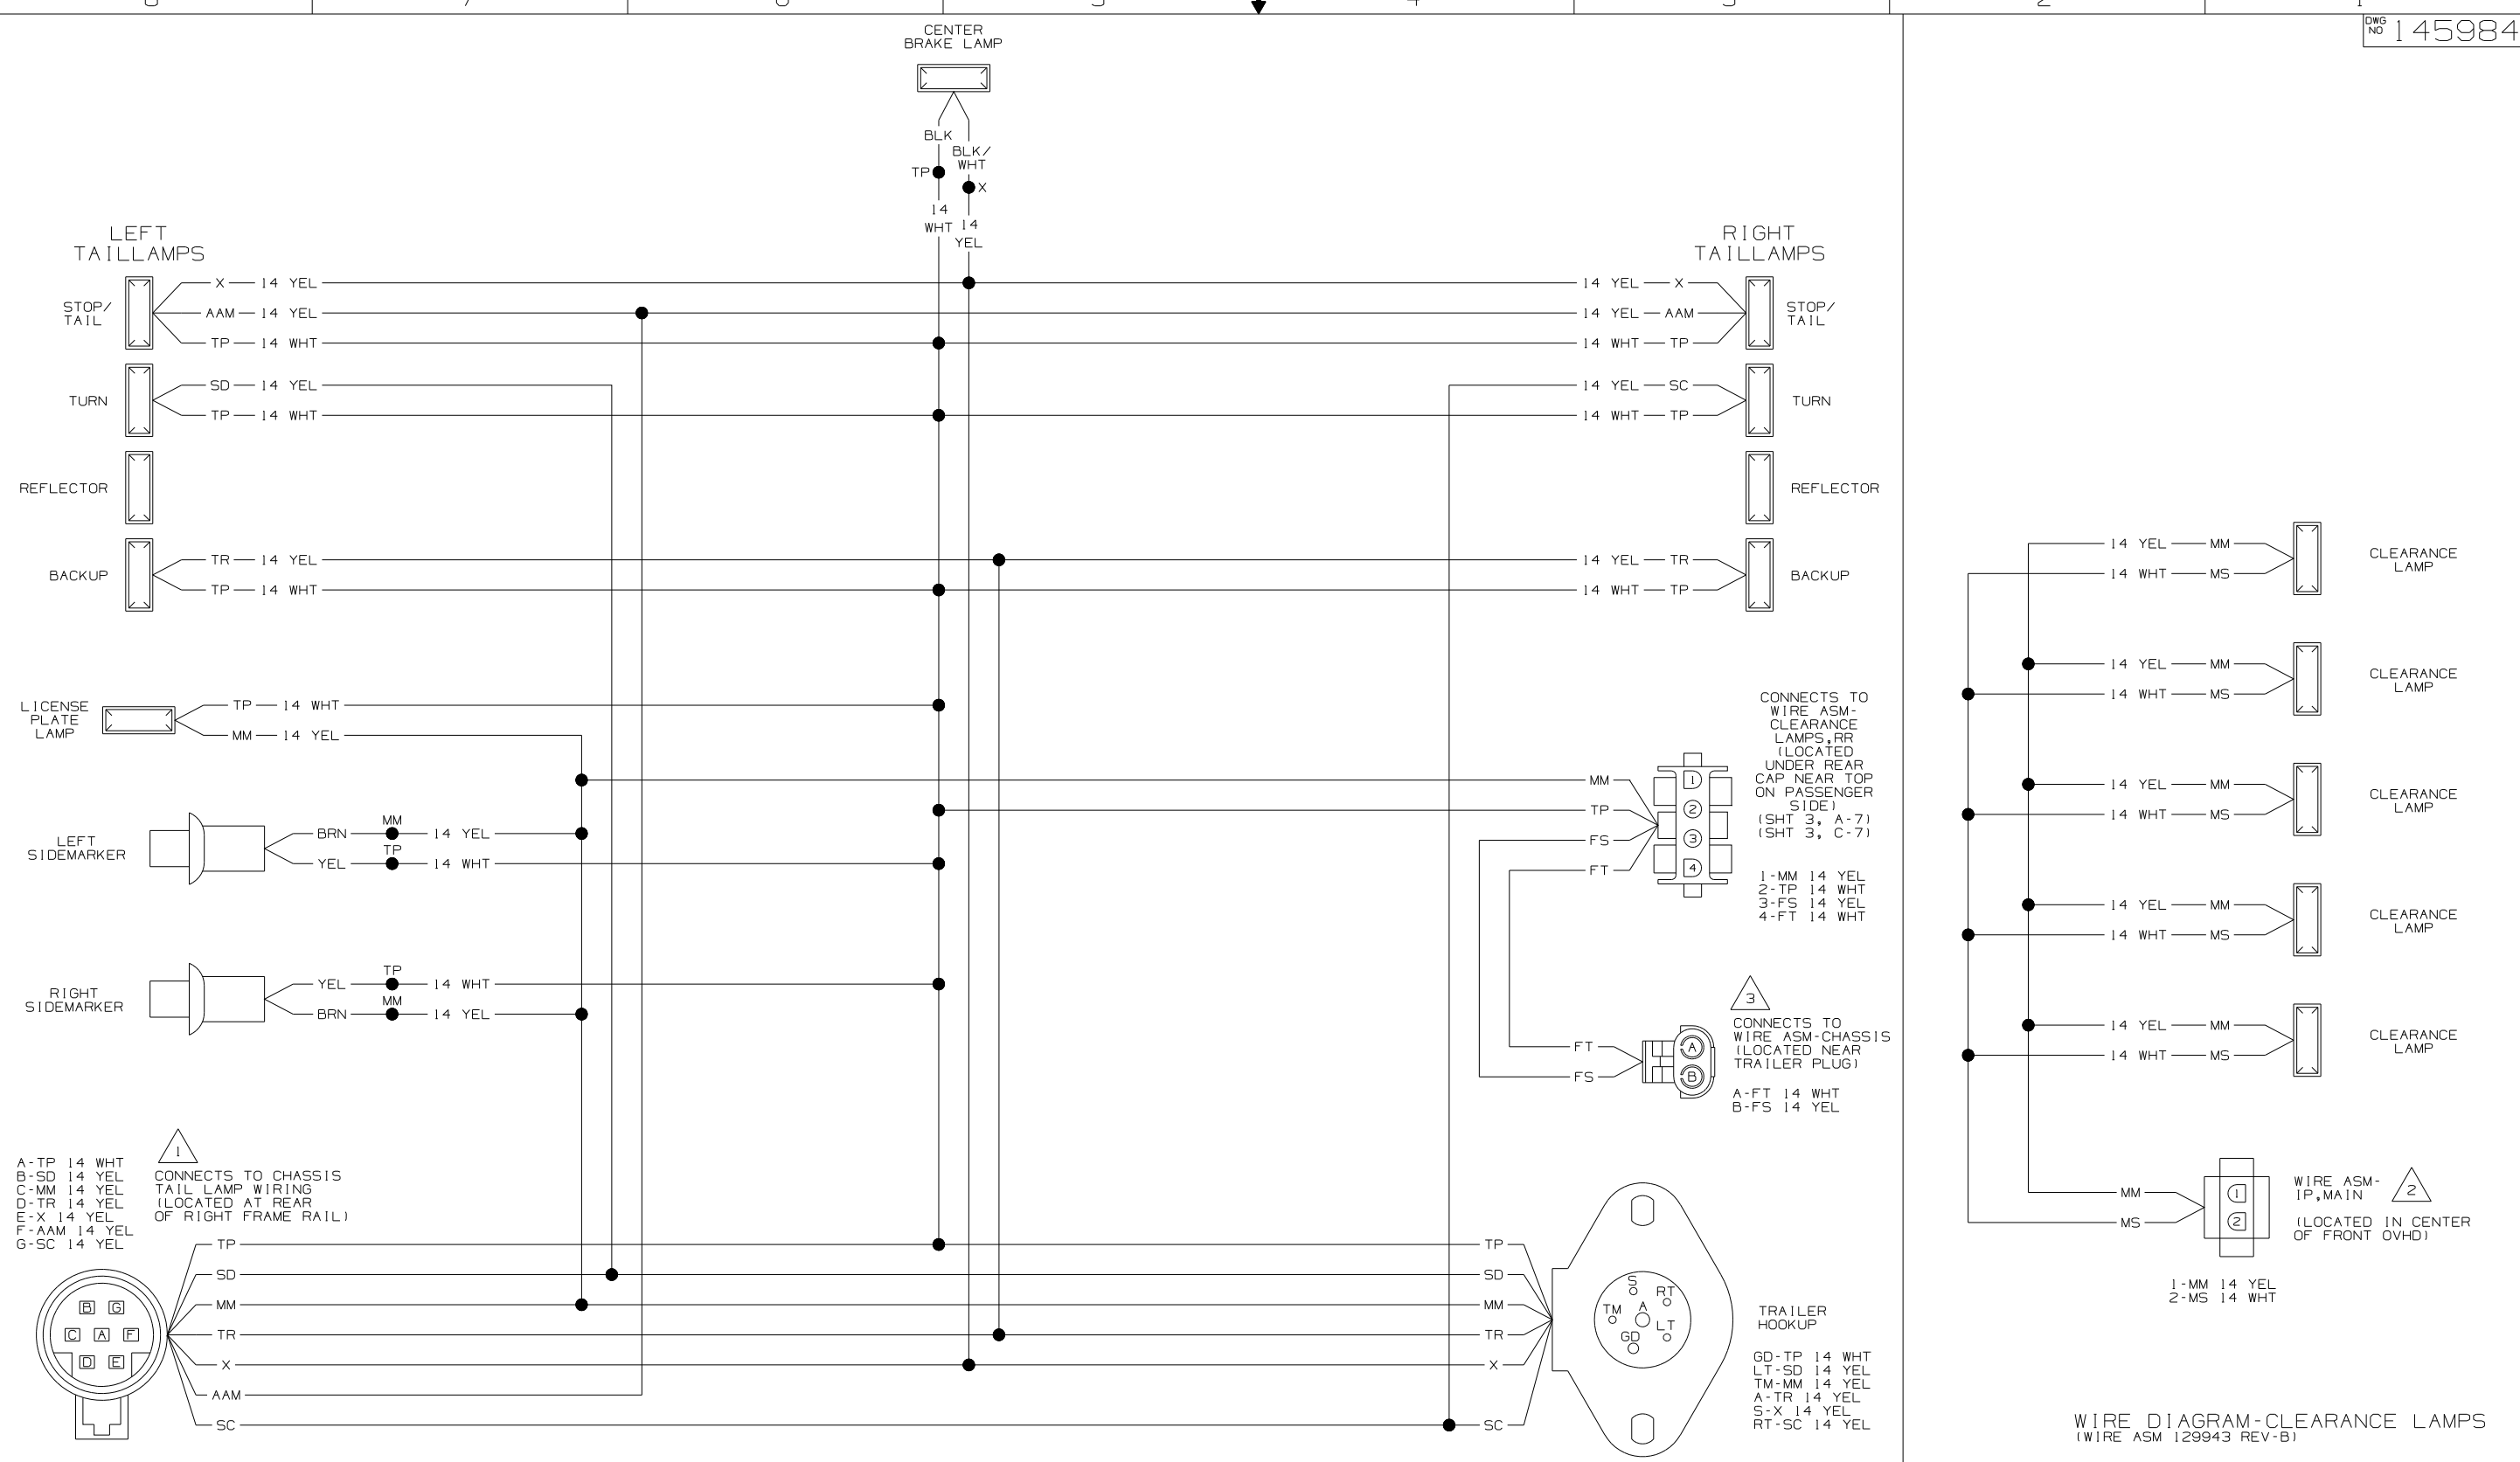 DWG
NO 145984
CENTER
BRAKE LAMP
BLK
BLK/
WHT
TP
X
14
WHT
14
YEL
LEFT
TAILLAMPS
STOP/
TAIL
X 14 YEL
AAM 14 YEL
TP 14 WHT
TURN
SD 14 YEL
TP 14 WHT
REFLECTOR
BACKUP
TR 14 YEL
TP 14 WHT
LICENSE
PLATE
LAMP
TP 14 WHT
MM 14 YEL
LEFT
SIDEMARKER
BRN MM 14 YEL
YEL TP 14 WHT
RIGHT
SIDEMARKER
YEL TP 14 WHT
BRN MM 14 YEL
1
A-TP 14 WHT
B-SD 14 YEL
C-MM 14 YEL
D-TR 14 YEL
E-X 14 YEL
F-AAM 14 YEL
G-SC 14 YEL
CONNECTS TO CHASSIS
TAIL LAMP WIRING
(LOCATED AT REAR
OF RIGHT FRAME RAIL)
B G
C A F
D E
TP
SD
MM
TR
X
AAM
SC
RIGHT
TAILLAMPS
14 YEL X
14 YEL AAM
14 WHT TP
STOP/
TAIL
14 YEL SC
14 WHT TP
TURN
REFLECTOR
14 YEL TR
14 WHT TP
BACKUP
CONNECTS TO
WIRE ASM-
CLEARANCE
LAMPS,RR
(LOCATED
UNDER REAR
CAP NEAR TOP
ON PASSENGER
SIDE)
(SHT 3, A-7)
(SHT 3, C-7)
MM
TP
FS
FT
1
2
3
4
1-MM 14 YEL
2-TP 14 WHT
3-FS 14 YEL
4-FT 14 WHT
3
CONNECTS TO
WIRE ASM-CHASSIS
(LOCATED NEAR
TRAILER PLUG)
FT
FS
A
B
A-FT 14 WHT
B-FS 14 YEL
TP
SD
MM
TR
X
SC
S
RT
TM
A
LT
GD
TRAILER
HOOKUP
GD-TP 14 WHT
LT-SD 14 YEL
TM-MM 14 YEL
A-TR 14 YEL
S-X 14 YEL
RT-SC 14 YEL
14 YEL MM
14 WHT MS
CLEARANCE
LAMP
14 YEL MM
14 WHT MS
CLEARANCE
LAMP
14 YEL MM
14 WHT MS
CLEARANCE
LAMP
14 YEL MM
14 WHT MS
CLEARANCE
LAMP
14 YEL MM
14 WHT MS
CLEARANCE
LAMP
MM
MS
1
2
WIRE ASM-
IP,MAIN
2
(LOCATED IN CENTER
OF FRONT OVHD)
1-MM 14 YEL
2-MS 14 WHT
WIRE DIAGRAM-CLEARANCE LAMPS
(WIRE ASM 129943 REV-B)